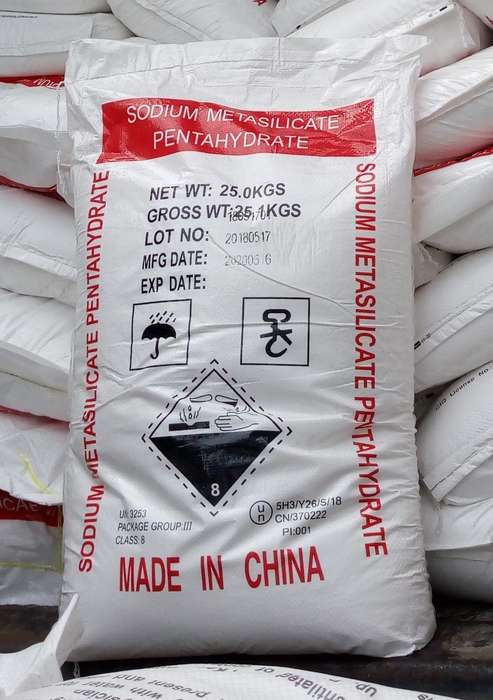 SODIUM METASILICATE
PENTAHYDRATE
SODIUM METASILICATE PENTAHYDRATE
SODIUM METASILICATE PENTAHYDRATE
NET WT: 25.0KGS
GROSS WT: 25.1KGS
LOT NO: 20180517
MFG DATE:
EXP DATE:
8
UN 3253
PACKAGE GROUP:III
CLASS: 8
un
5H3/Y26/S/18
CN/370222
PI:001
MADE IN CHINA